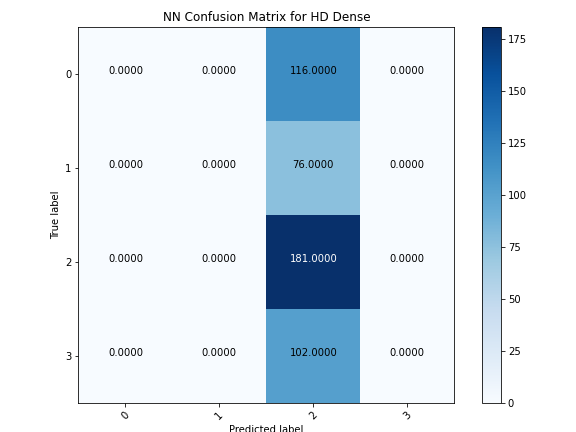 NN Confusion Matrix for HD Dense
0 0.0000 0.0000 116.0000 0.0000
1 0.0000 0.0000 76.0000 0.0000
2 0.0000 0.0000 181.0000 0.0000
3 0.0000 0.0000 102.0000 0.0000
0 1 2 3
True label
Predicted label
175
150
125
100
75
50
25
0